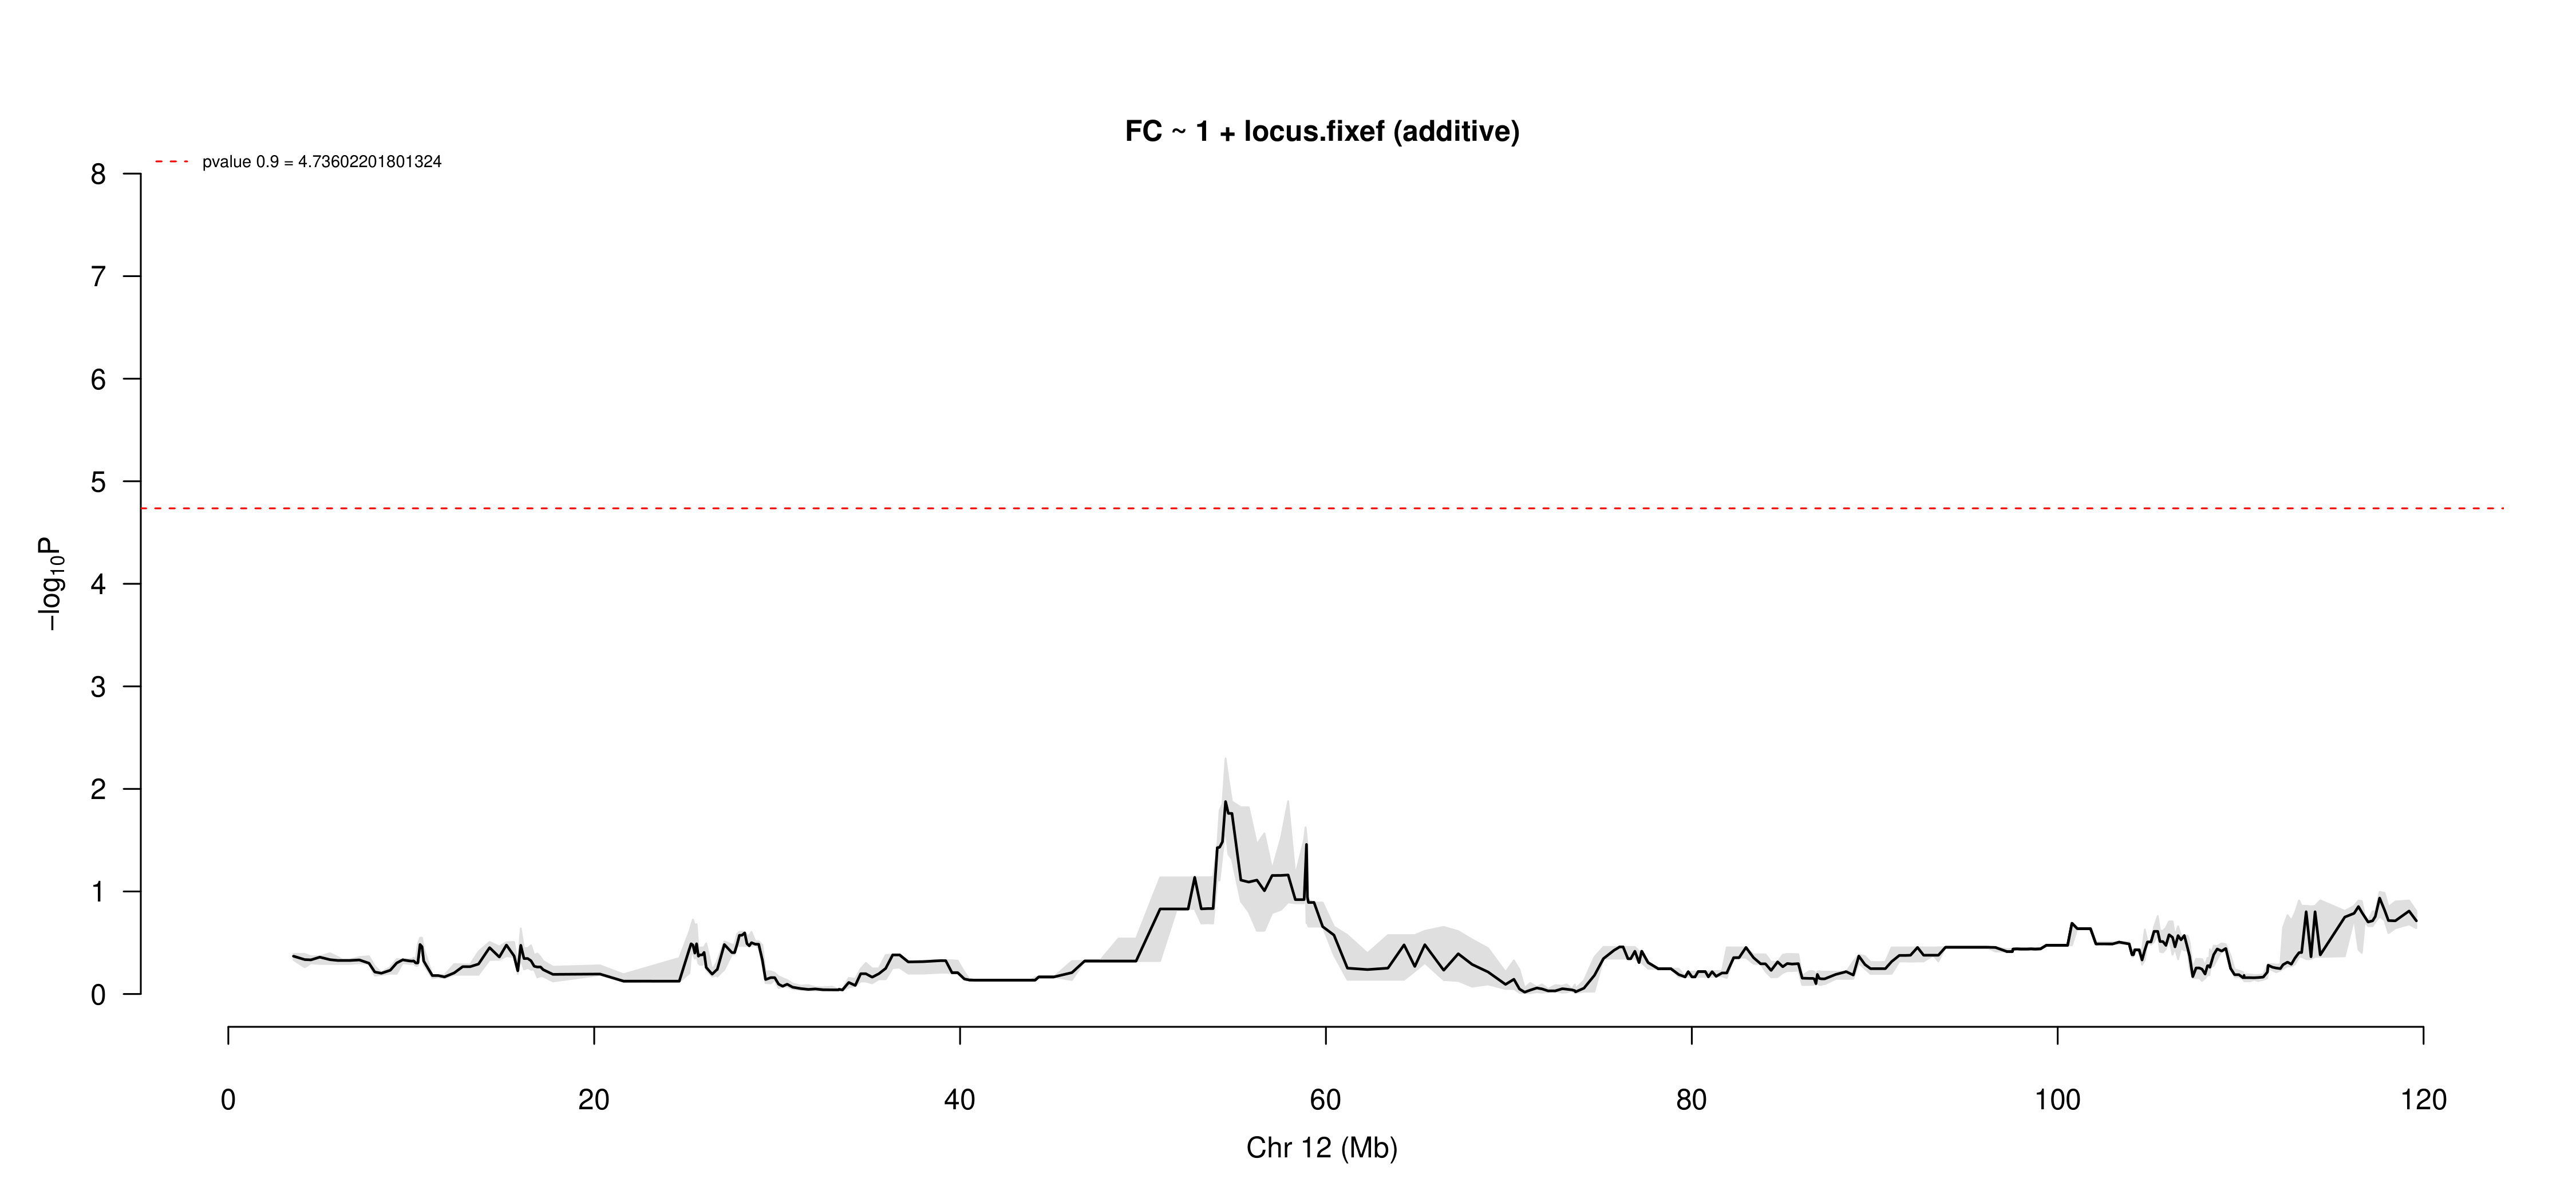 FC ~ 1 + locus.fixef (additive)
pvalue 0.9 = 4.73602201801324
8
7
6
5
4
3
2
1
0
−log10P
0 20 40 60 80 100 120
Chr 12 (Mb)